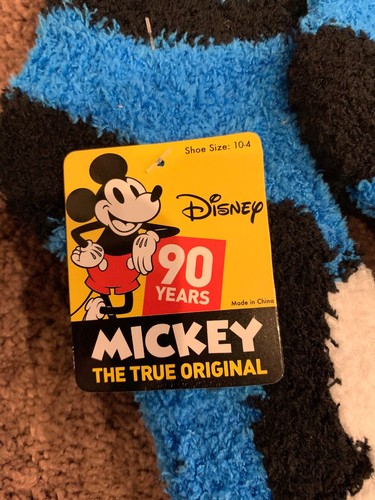 Shoe Size: 10-4
Disney
90
YEARS
Made in China
MICKEY
THE TRUE ORIGINAL